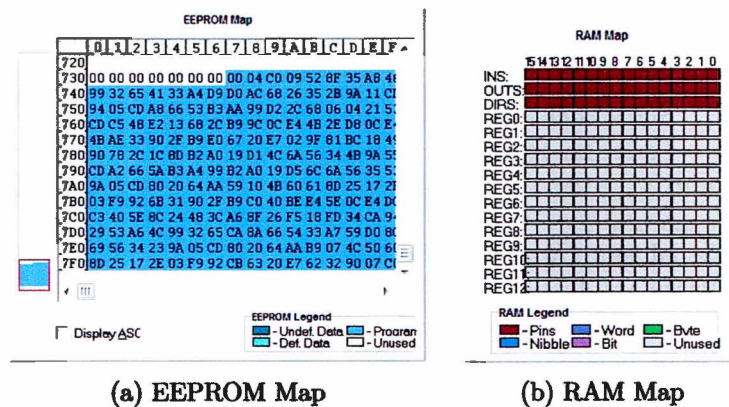 EEPROM Map
0 1 2 3 4 5 6 7 8 9 A B C D E F
720
730 00 00 00 00 00 00 00 00 04 C0 09 52 8F 35 A8
740 99 32 65 41 33 A4 D9 D0 AC 68 26 35 2B 9A 11
750 94 05 CD A8 66 53 B3 AA 99 D2 2C 68 06 04 21
760 CD C5 48 E2 13 68 2C B9 9C 0C E4 4B 2E D8 0C
770 4B AE 33 90 2F B9 E0 67 20 E7 02 9F 81 BC 18
780 9D 78 2C 1C 8D B2 A0 19 D1 4C 6A 56 34 4B 9A
790 CD A2 66 5A B3 A4 99 B2 A0 19 D5 6C 6A 56 35
7A0 9A 05 CD 80 20 64 AA 59 10 4B 60 61 8D 25 17
7B0 03 F9 92 6B 31 90 2F B9 C0 40 BE E4 5E 0C E4
7C0 C3 40 5E 8C 24 48 3C A6 8F 26 F5 18 FD 34 CA
7D0 29 53 A6 4C 99 32 65 CA 8A 66 54 33 A7 59 D0
7E0 69 56 34 23 9A 05 CD 80 20 64 AA B9 07 4C 50
7F0 8D 25 17 2E 03 F9 92 CB 63 20 E7 62 32 90 07
Display ASC
EEPROM Legend
- Undef. Data - Program
- Def. Data - Unused
(a) EEPROM Map
RAM Map
15 14 13 12 11 10 9 8 7 6 5 4 3 2 1 0
INS:
OUTS:
DIRS:
REG0:
REG1:
REG2:
REG3:
REG4:
REG5:
REG6:
REG7:
REG8:
REG9:
REG10:
REG11:
REG12:
RAM Legend
- Pins - Word - Byte
- Nibble - Bit - Unused
(b) RAM Map